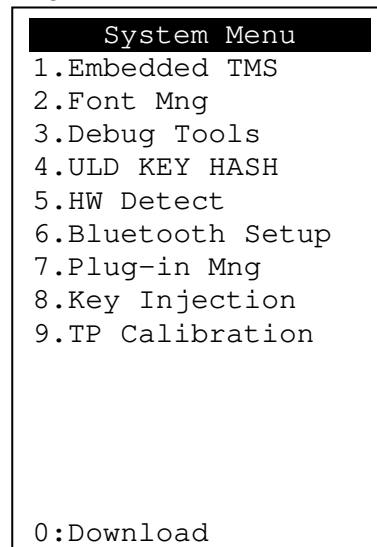 System Menu
1.Embedded TMS
2.Font Mng
3.Debug Tools
4.ULD KEY HASH
5.HW Detect
6.Bluetooth Setup
7.Plug-in Mng
8.Key Injection
9.TP Calibration
0:Download